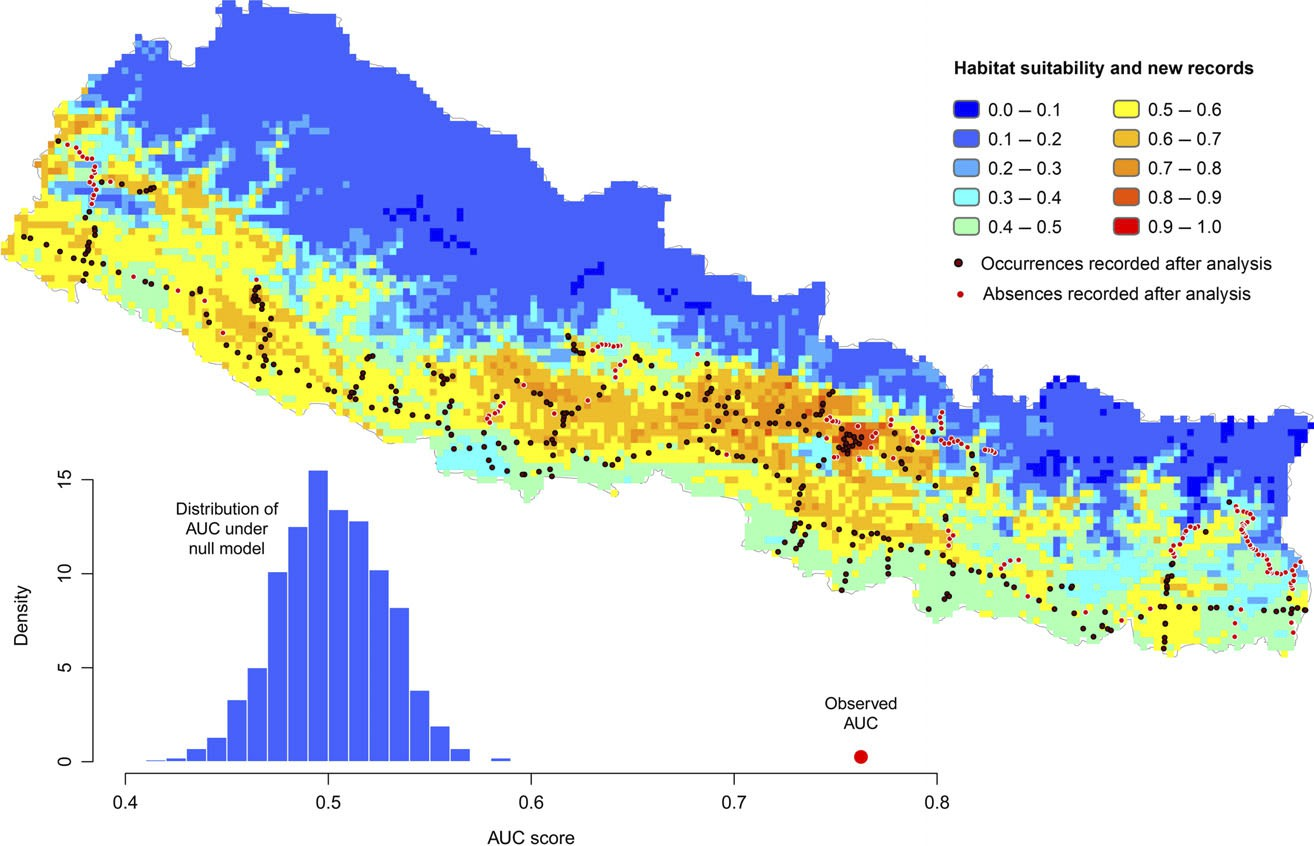 Habitat suitability and new records
0.0 — 0.1
0.5 — 0.6
0.1 — 0.2
0.6 — 0.7
0.2 — 0.3
0.7 — 0.8
0.3 — 0.4
0.8 — 0.9
0.4 — 0.5
0.9 — 1.0
Occurrences recorded after analysis
Absences recorded after analysis
Distribution of
AUC under
null model
15
10
5
0
Density
Observed
AUC
0.4
0.5
0.6
0.7
0.8
AUC score